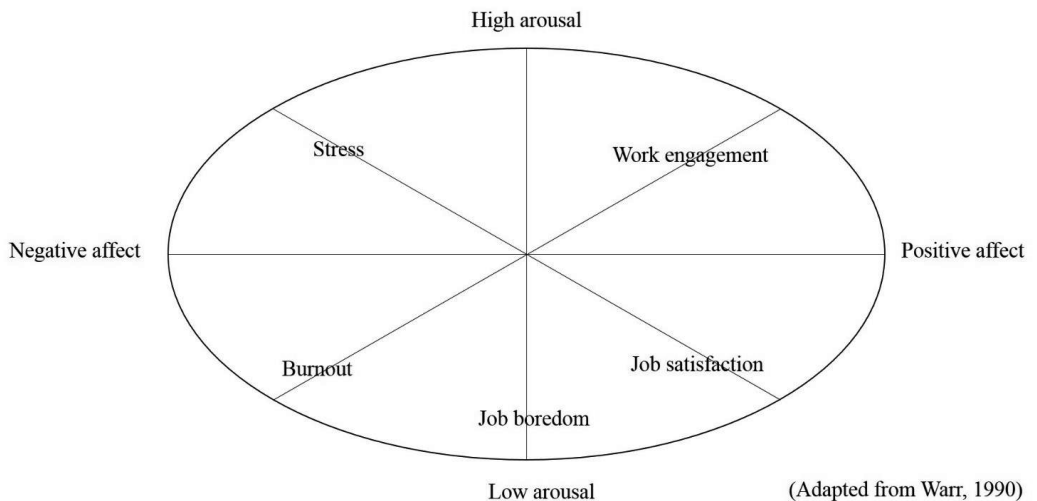 High arousal
Stress
Work engagement
Negative affect
Positive affect
Burnout
Job satisfaction
Job boredom
Low arousal
(Adapted from Warr, 1990)